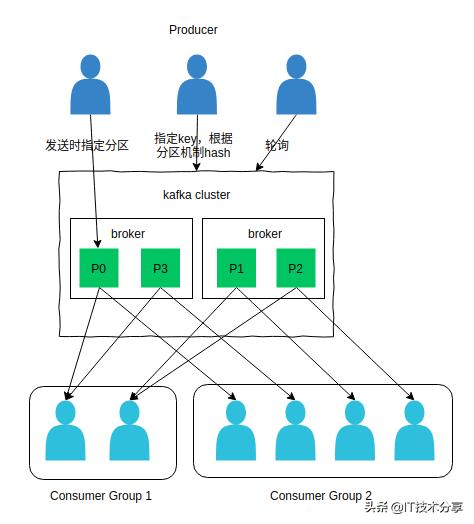 Producer
发送时指定分区
指定key，根据
分区机制hash
轮询
kafka cluster
broker
broker
P0
P3
P1
P2
Consumer Group 1
Consumer Group 2
头条 @IT技术分享